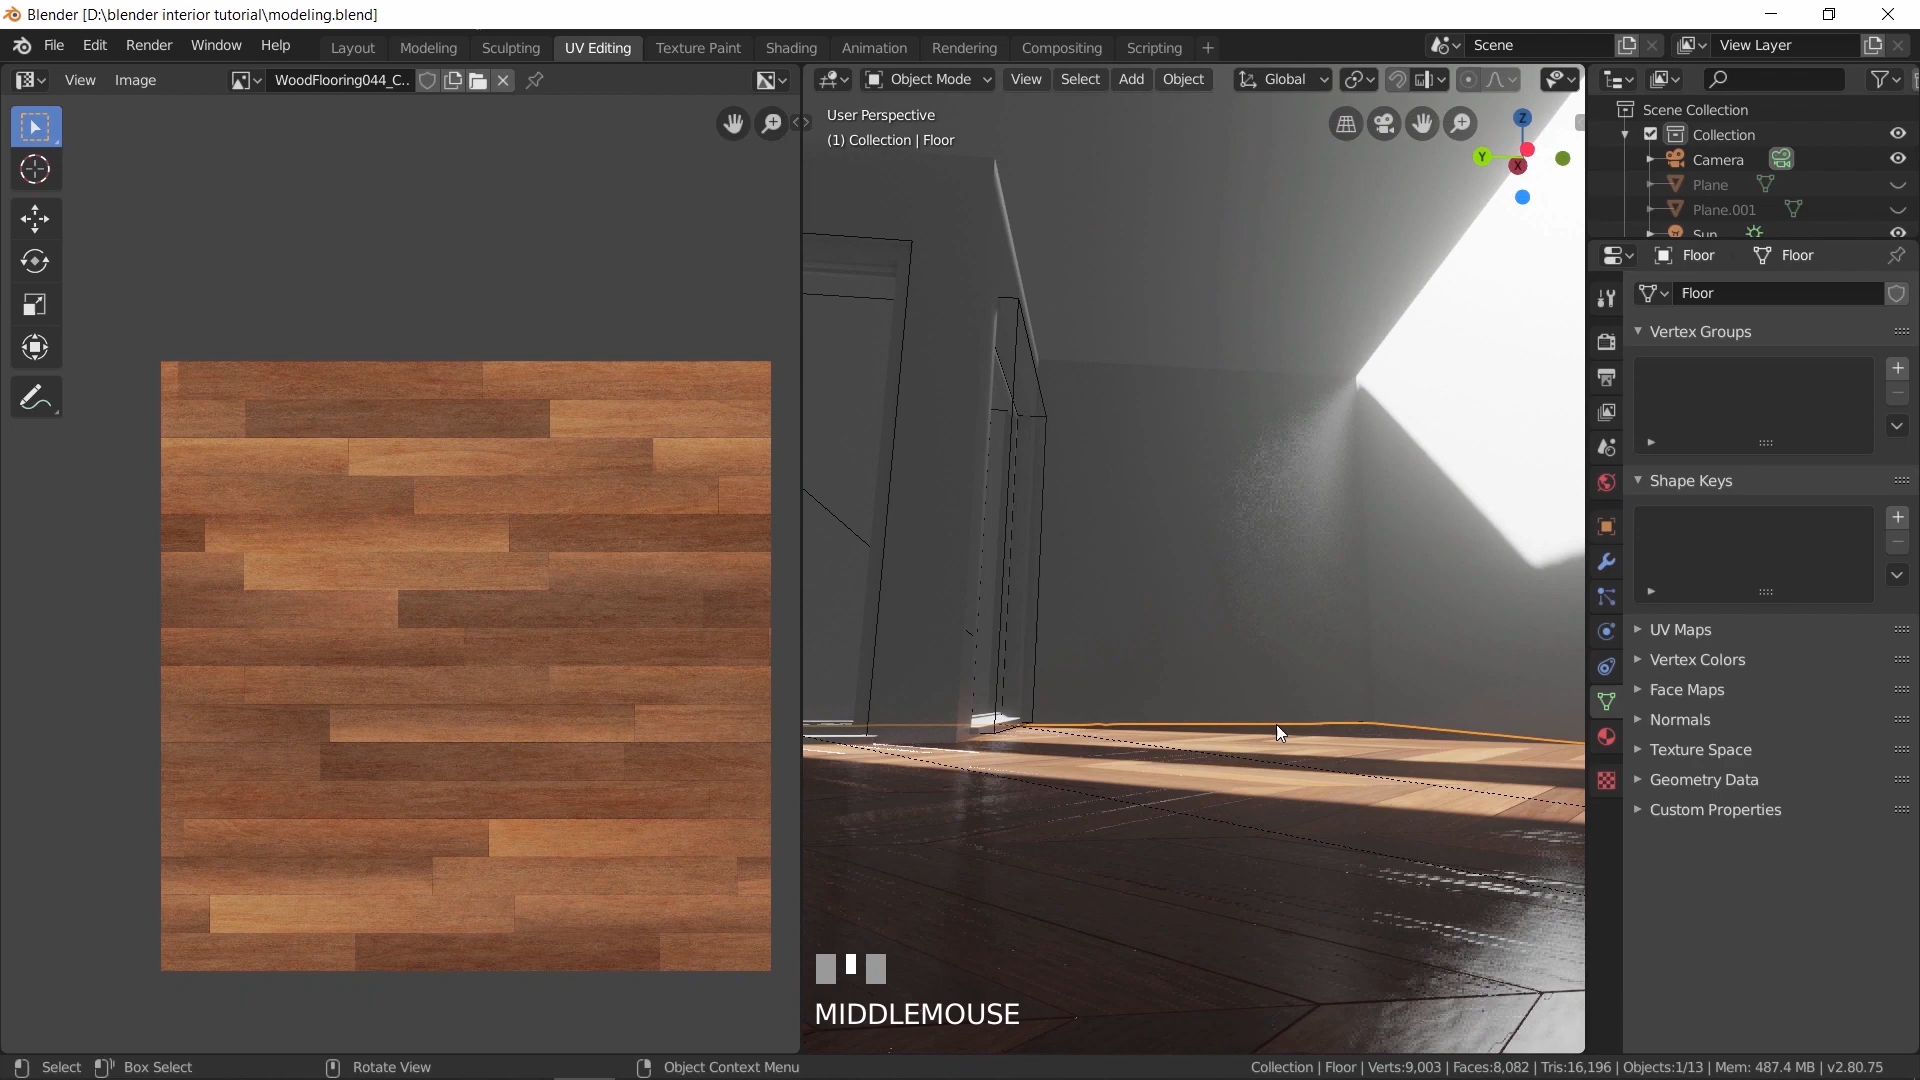 Blender [D:\blender interior tutorial\modeling.blend]
File Edit Render Window Help Layout Modeling Sculpting UV Editing Texture Paint Shading Animation Rendering Compositing Scripting + Scene View Layer
View Image WoodFlooring044_C.. Object Mode View Select Add Object Global
User Perspective
(1) Collection | Floor
Z
Y
X
Scene Collection
Collection
Camera
Plane
Plane.001
Sun
Floor Floor
Floor
Vertex Groups
Shape Keys
UV Maps
Vertex Colors
Face Maps
Normals
Texture Space
Geometry Data
Custom Properties
MIDDLEMOUSE
Select Box Select Rotate View Object Context Menu Collection | Floor | Verts:9,003 | Faces:8,082 | Tris:16,196 | Objects:1/13 | Mem: 487.4 MB | v2.80.75